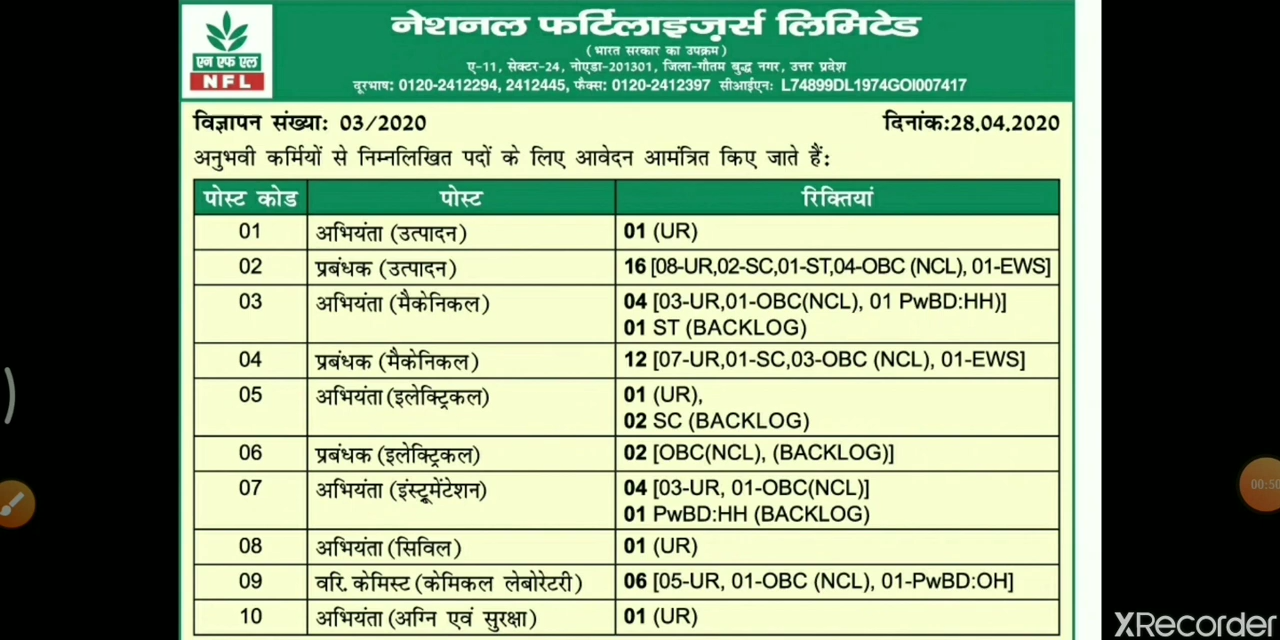 नेशनल फर्टिलाइज़र्स लिमिटेड
(भारत सरकार का उपक्रम)
ए-11, सेक्टर-24, नोएडा-201301, जिला-गौतम बुद्ध नगर, उत्तर प्रदेश
दूरभाष: 0120-2412294, 2412445, फैक्स: 0120-2412397 सीआईएन: L74899DL1974GOI007417
एन एफ एल
NFL
विज्ञापन संख्या: 03/2020 दिनांक:28.04.2020
अनुभवी कर्मियों से निम्नलिखित पदों के लिए आवेदन आमंत्रित किए जाते हैं:
पोस्ट कोड पोस्ट रिक्तियां
01 अभियंता (उत्पादन) 01 (UR)
02 प्रबंधक (उत्पादन) 16 [08-UR,02-SC,01-ST,04-OBC (NCL), 01-EWS]
03 अभियंता (मैकेनिकल) 04 [03-UR,01-OBC(NCL), 01 PwBD:HH)]
01 ST (BACKLOG)
04 प्रबंधक (मैकेनिकल) 12 [07-UR,01-SC,03-OBC (NCL), 01-EWS]
05 अभियंता (इलेक्ट्रिकल) 01 (UR),
02 SC (BACKLOG)
06 प्रबंधक (इलेक्ट्रिकल) 02 [OBC(NCL), (BACKLOG)]
07 अभियंता (इंस्ट्रूमेंटेशन) 04 [03-UR, 01-OBC(NCL)]
01 PwBD:HH (BACKLOG)
08 अभियंता (सिविल) 01 (UR)
09 वरि. केमिस्ट (केमिकल लेबोरेटरी) 06 [05-UR, 01-OBC (NCL), 01-PwBD:OH]
10 अभियंता (अग्नि एवं सुरक्षा) 01 (UR)
00:50
XRecorder